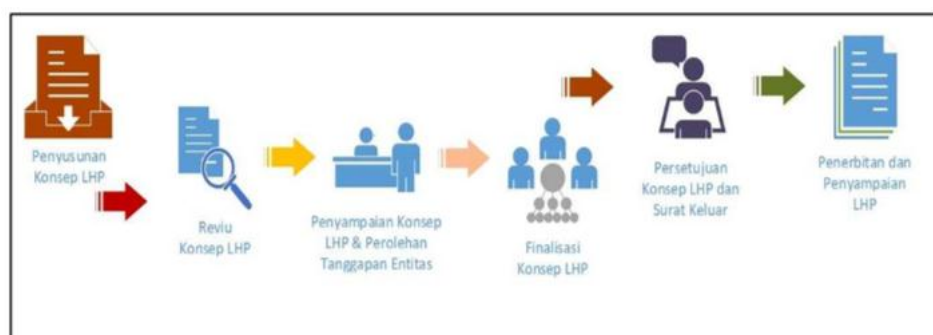 Penyusunan
Konsep LHP
Reviu
Konsep LHP
Penyampaian Konsep
LHP & Perolehan
Tanggapan Entitas
Finalisasi
Konsep LHP
Persetujuan
Konsep LHP dan
Surat Keluar
Penerbitan dan
Penyampaian
LHP